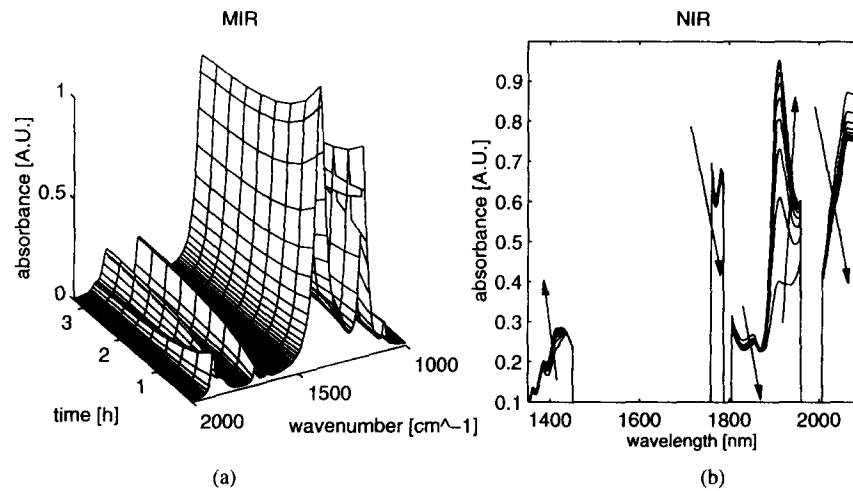 MIR
NIR
absorbance [A.U.]
1
0.5
0
3
2
1
time [h]
2000
1500
1000
wavenumber [cm^−1]
absorbance [A.U.]
0.9
0.8
0.7
0.6
0.5
0.4
0.3
0.2
0.1
1400
1600
1800
2000
wavelength [nm]
(a)
(b)